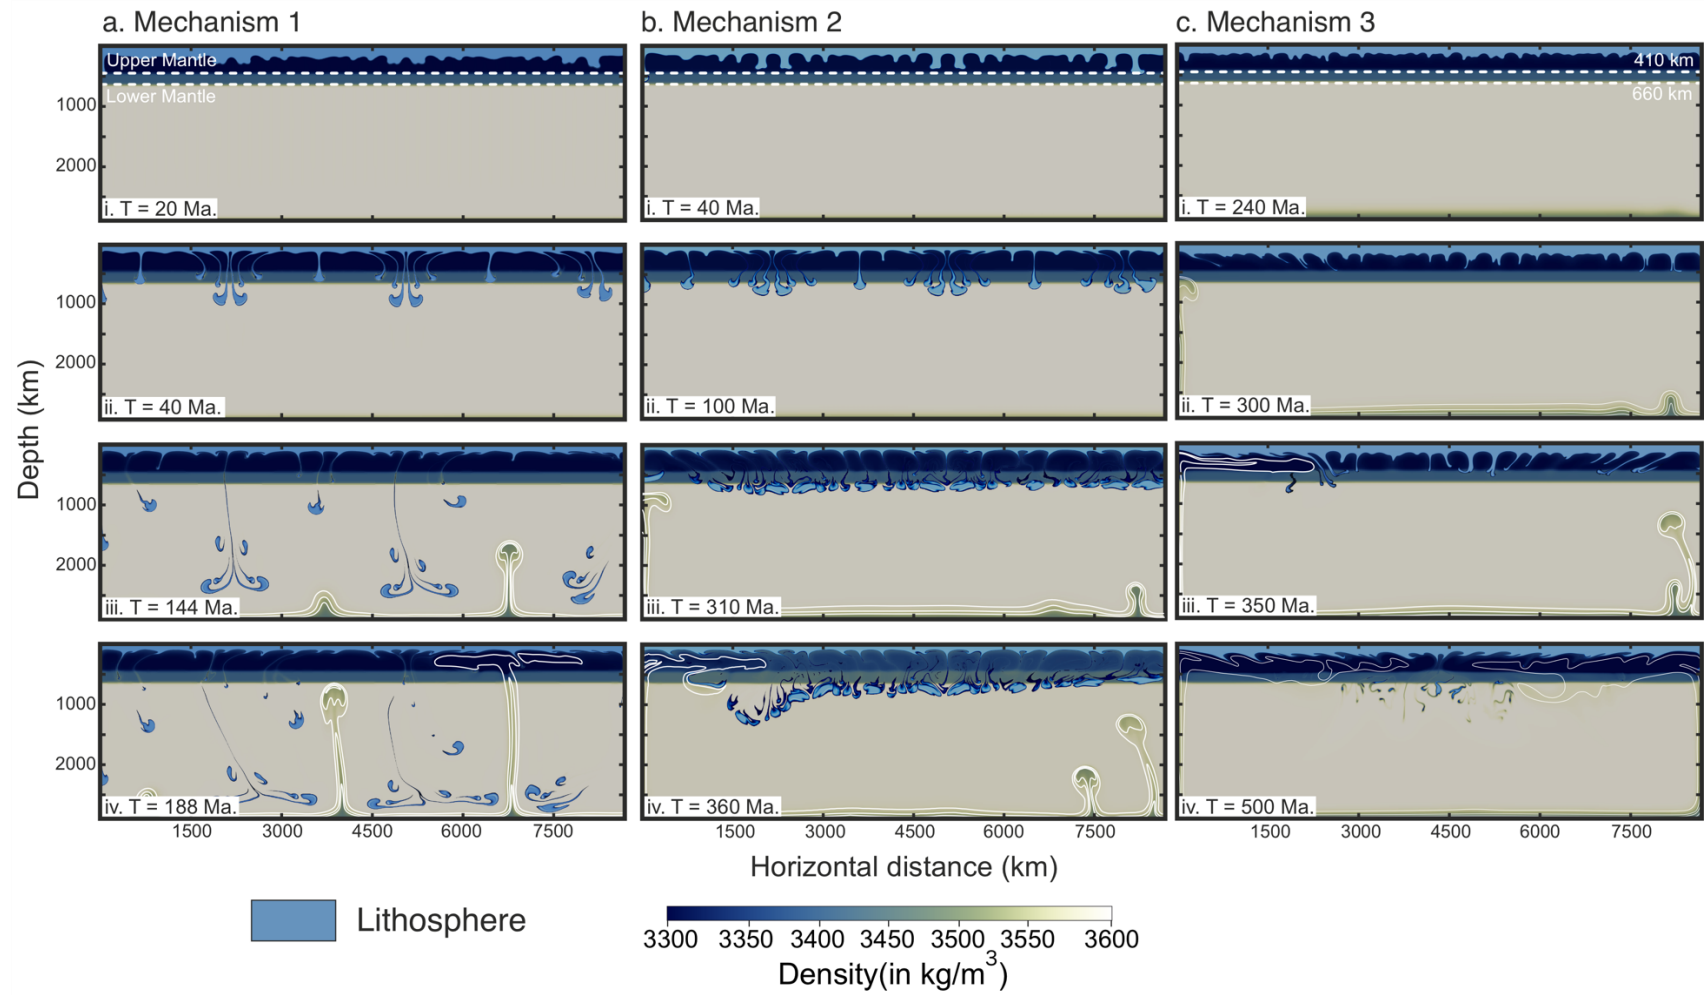 a. Mechanism 1
b. Mechanism 2
c. Mechanism 3
Upper Mantle
Lower Mantle
410 km
660 km
1000
2000
i. T = 20 Ma.
i. T = 40 Ma.
i. T = 240 Ma.
1000
2000
ii. T = 40 Ma.
ii. T = 100 Ma.
ii. T = 300 Ma.
Depth (km)
1000
2000
iii. T = 144 Ma.
iii. T = 310 Ma.
iii. T = 350 Ma.
1000
2000
iv. T = 188 Ma.
iv. T = 360 Ma.
iv. T = 500 Ma.
1500 3000 4500 6000 7500
1500 3000 4500 6000 7500
1500 3000 4500 6000 7500
Horizontal distance (km)
Lithosphere
3300 3350 3400 3450 3500 3550 3600
Density(in kg/m³)